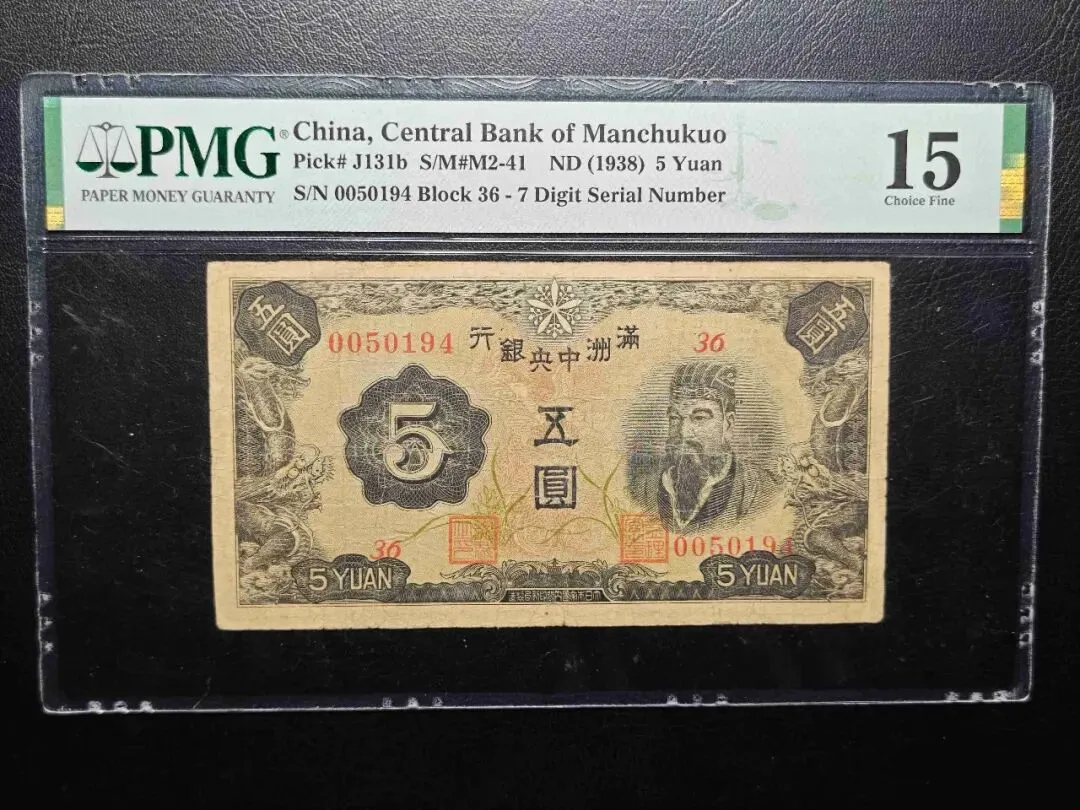 PMG®
PAPER MONEY GUARANTY
China, Central Bank of Manchukuo
Pick# J131b S/M#M2-41 ND (1938) 5 Yuan
S/N 0050194 Block 36 - 7 Digit Serial Number
15
Choice Fine
五圓
五圓
0050194
行銀央中洲滿
36
5
五圓
36
0050194
5 YUAN
5 YUAN